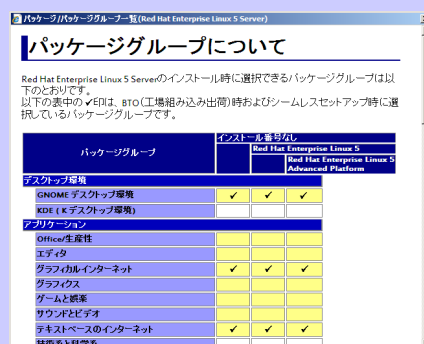 パッケージ/パッケージグループ一覧(Red Hat Enterprise Linux 5 Server)
パッケージグループについて
Red Hat Enterprise Linux 5 Serverのインストール時に選択できるパッケージグループは以
下のとおりです。
以下の表中の✔印は、BTO(工場組み込み出荷)時およびシームレスセットアップ時に選
択しているパッケージグループです。
パッケージグループ
インストール番号なし
Red Hat Enterprise Linux 5
Red Hat Enterprise Linux 5
Advanced Platform
デスクトップ環境
GNOME デスクトップ環境 ✔ ✔ ✔
KDE ( K デスクトップ環境)
アプリケーション
Office/生産性
エディタ
グラフィカルインターネット ✔ ✔ ✔
グラフィクス
ゲームと娯楽
サウンドとビデオ
テキストベースのインターネット ✔ ✔ ✔
技術系と科学系